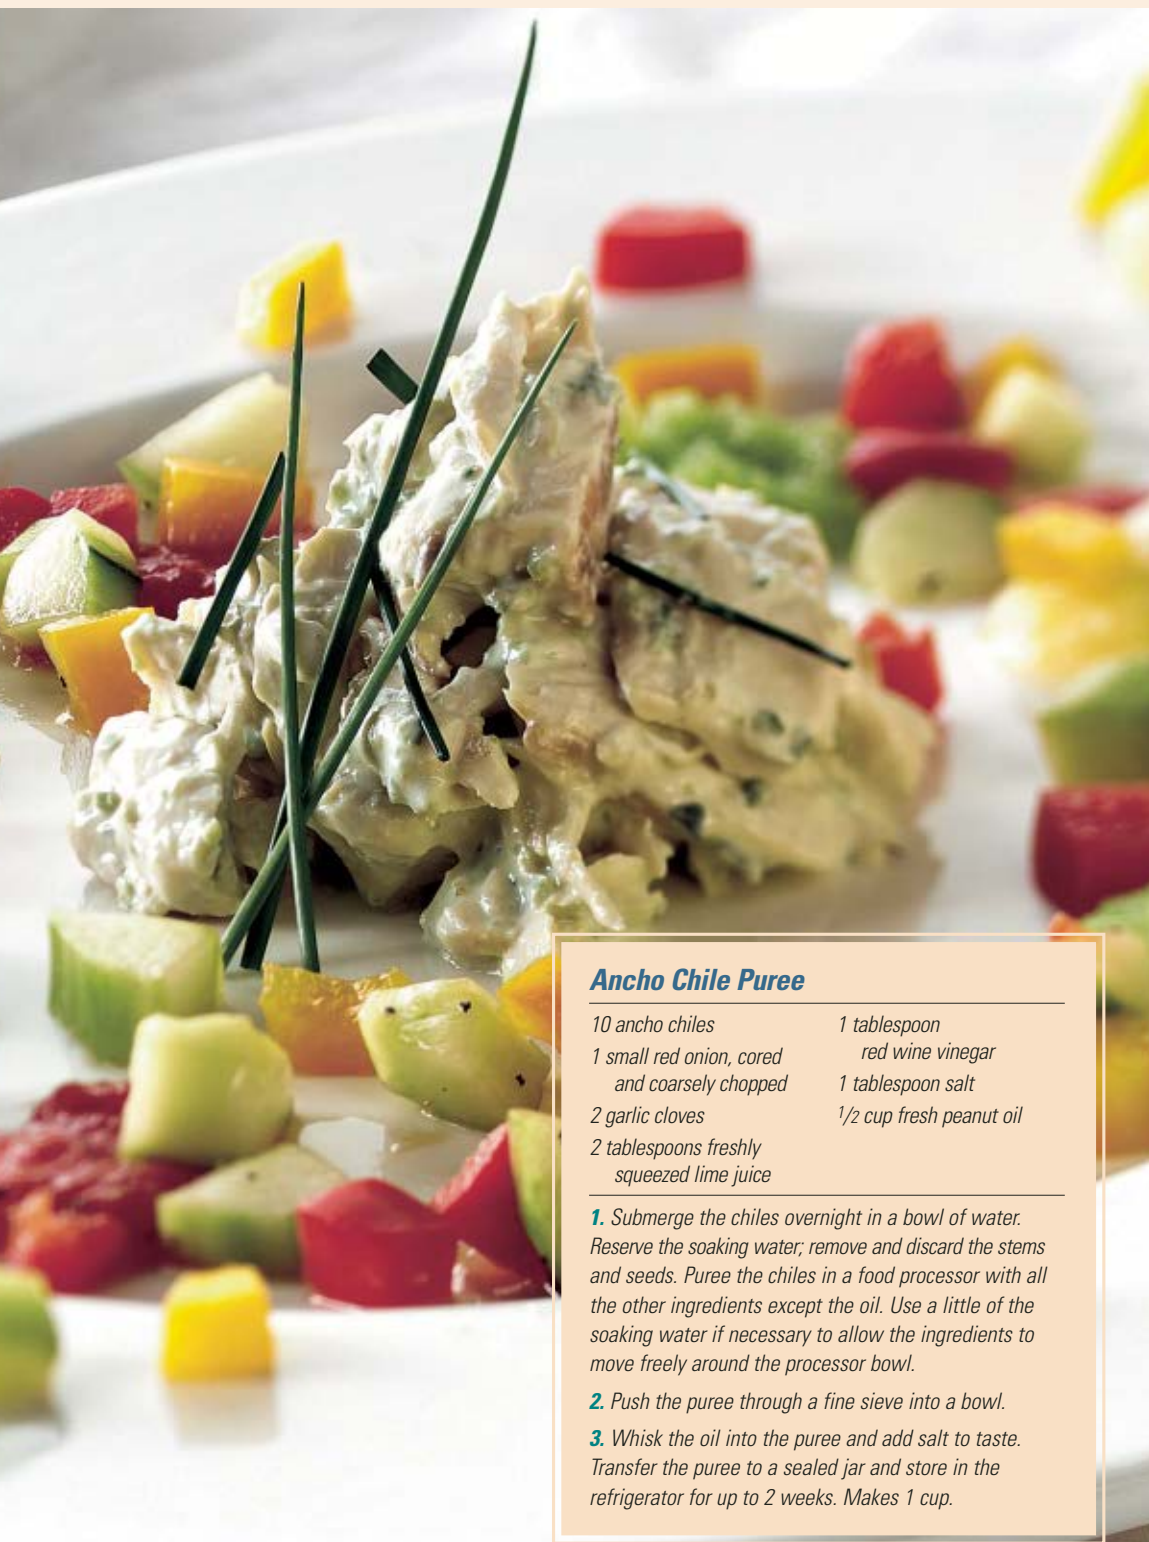 Ancho Chile Puree
10 ancho chiles
1 small red onion, cored
and coarsely chopped
2 garlic cloves
2 tablespoons freshly
squeezed lime juice
1 tablespoon
red wine vinegar
1 tablespoon salt
1/2 cup fresh peanut oil
1. Submerge the chiles overnight in a bowl of water.
Reserve the soaking water; remove and discard the stems
and seeds. Puree the chiles in a food processor with all
the other ingredients except the oil. Use a little of the
soaking water if necessary to allow the ingredients to
move freely around the processor bowl.
2. Push the puree through a fine sieve into a bowl.
3. Whisk the oil into the puree and add salt to taste.
Transfer the puree to a sealed jar and store in the
refrigerator for up to 2 weeks. Makes 1 cup.